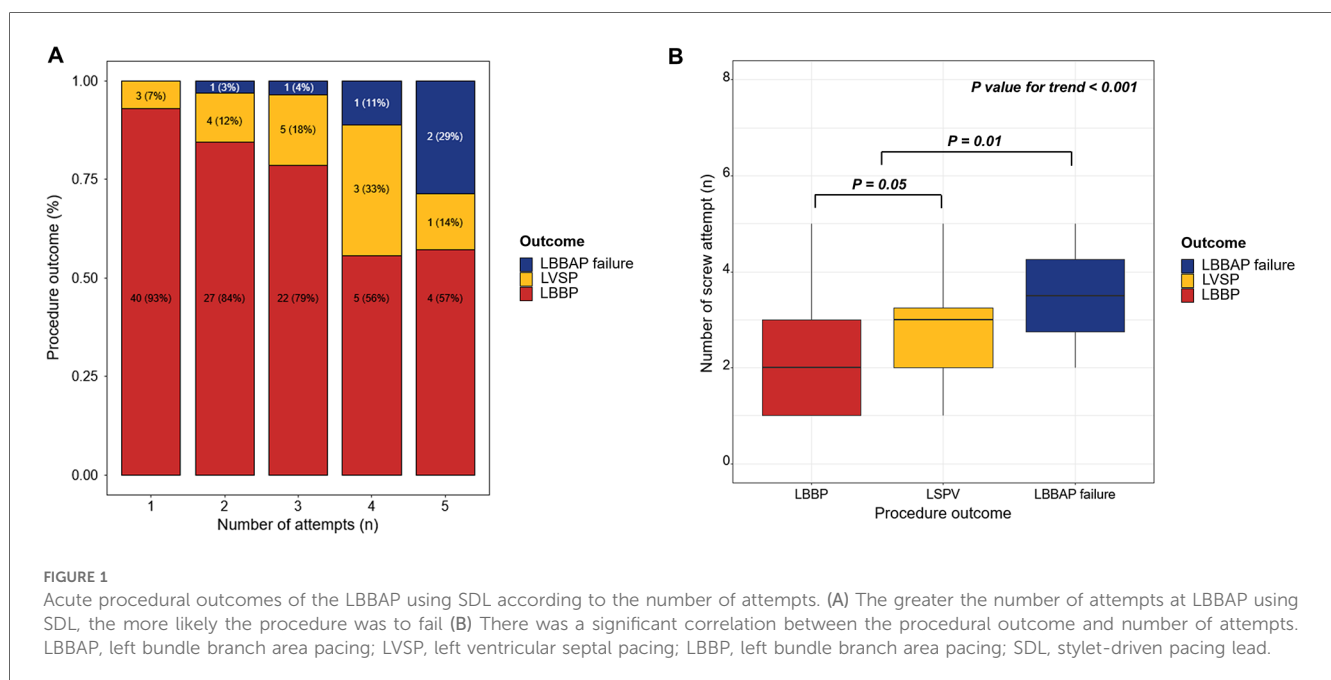 A
1.00
0.75
0.50
0.25
0.00
Procedure outcome (%)
3 (7%)
40 (93%)
1 (3%)
4 (12%)
27 (84%)
1 (4%)
5 (18%)
22 (79%)
1 (11%)
3 (33%)
5 (56%)
2 (29%)
1 (14%)
4 (57%)
1 2 3 4 5
Number of attempts (n)
Outcome
LBBAP failure
LVSP
LBBP
B
8
6
4
2
0
Number of screw attempt (n)
P value for trend < 0.001
P = 0.01
P = 0.05
LBBP LSPV LBBAP failure
Procedure outcome
Outcome
LBBAP failure
LVSP
LBBP
FIGURE 1
Acute procedural outcomes of the LBBAP using SDL according to the number of attempts. (A) The greater the number of attempts at LBBAP using
SDL, the more likely the procedure was to fail (B) There was a significant correlation between the procedural outcome and number of attempts.
LBBAP, left bundle branch area pacing; LVSP, left ventricular septal pacing; LBBP, left bundle branch area pacing; SDL, stylet-driven pacing lead.